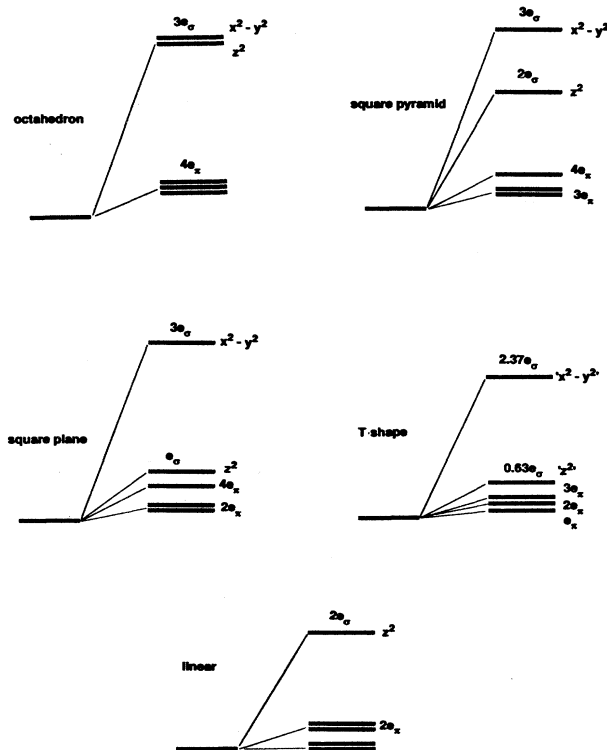 3eσ
x² - y²
z²
octahedron
4eπ
3eσ
x² - y²
2eσ
z²
square pyramid
4eπ
3eπ
3eσ
x² - y²
square plane
eσ
z²
4eπ
2eπ
2.37eσ
'x² - y²'
T-shape
0.63eσ
'z²'
3eπ
2eπ
eπ
2eσ
z²
linear
2eπ